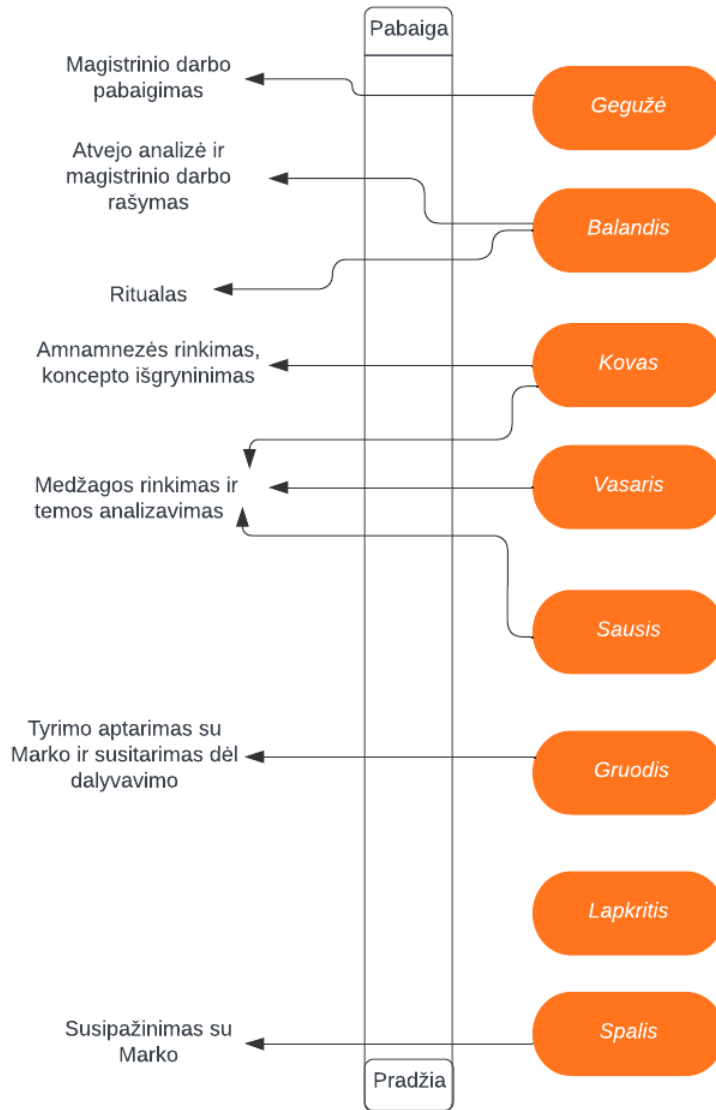 Pabaiga
Magistrinio darbo
pabaigimas
Gegužė
Atvejo analizė ir
magistrinio darbo
rašymas
Balandis
Ritualas
Amnamnezės rinkimas,
koncepto išgryninimas
Kovas
Medžagos rinkimas ir
temos analizavimas
Vasaris
Sausis
Tyrimo aptarimas su
Marko ir susitarimas dėl
dalyvavimo
Gruodis
Lapkritis
Susipažinimas su
Marko
Spalis
Pradžia